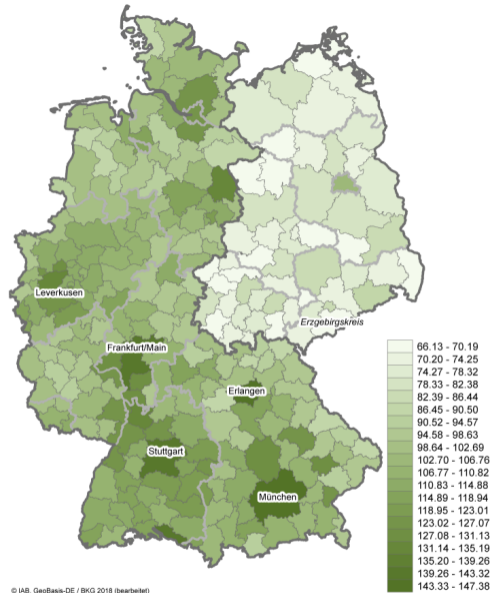 Leverkusen
Erzgebirgskreis
Frankfurt/Main
Erlangen
Stuttgart
München
66.13 - 70.19
70.20 - 74.25
74.27 - 78.32
78.33 - 82.38
82.39 - 86.44
86.45 - 90.50
90.52 - 94.57
94.58 - 98.63
98.64 - 102.69
102.70 - 106.76
106.77 - 110.82
110.83 - 114.88
114.89 - 118.94
118.95 - 123.01
123.02 - 127.07
127.08 - 131.13
131.14 - 135.19
135.20 - 139.26
139.26 - 143.32
143.33 - 147.38
© IAB, GeoBasis-DE / BKG 2018 (bearbeitet)